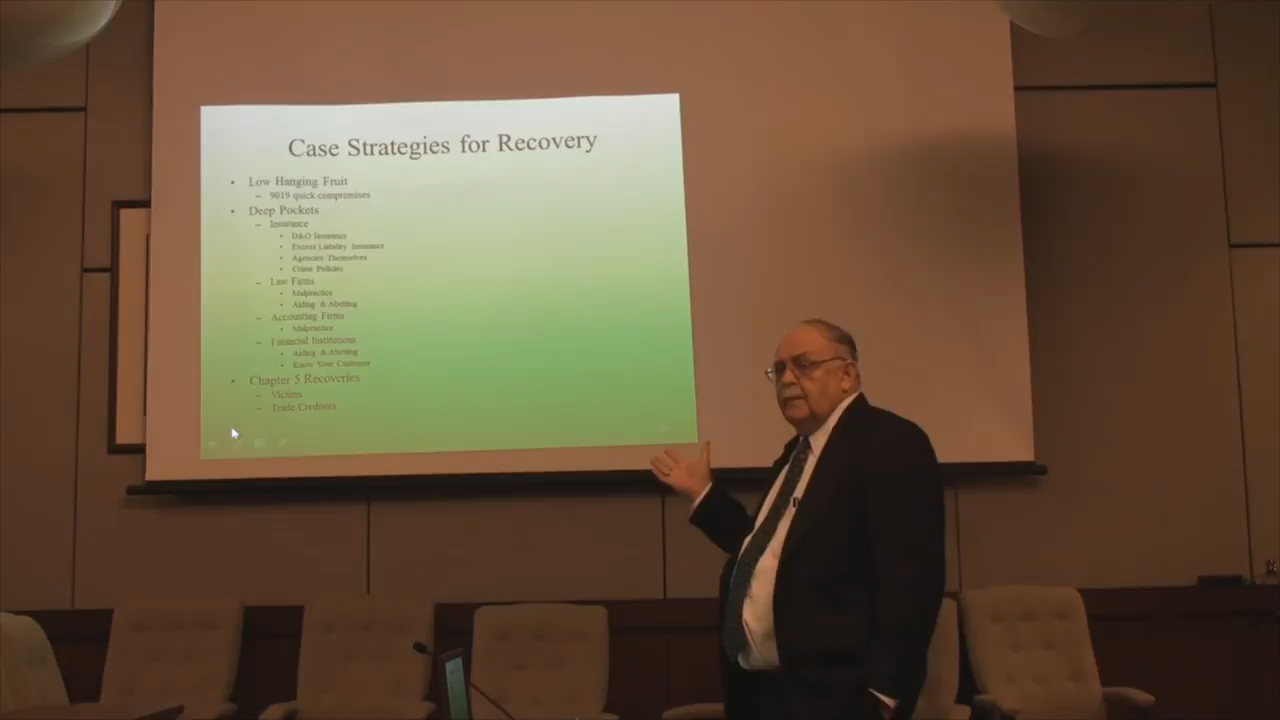 Case Strategies for Recovery
• Low Hanging Fruit
– 9019 quick compromises
• Deep Pockets
– Insurance
• D&O Insurance
• Excess Liability Insurance
• Agencies Themselves
• Crime Policies
– Law Firms
• Malpractice
• Aiding & Abetting
– Accounting Firms
• Malpractice
– Financial Institutions
• Aiding & Abetting
• Know Your Customer
• Chapter 5 Recoveries
– Victims
– Trade Creditors